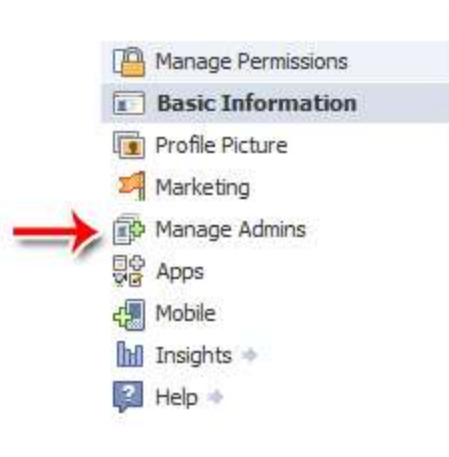 Manage Permissions
Basic Information
Profile Picture
Marketing
Manage Admins
Apps
Mobile
Insights
Help